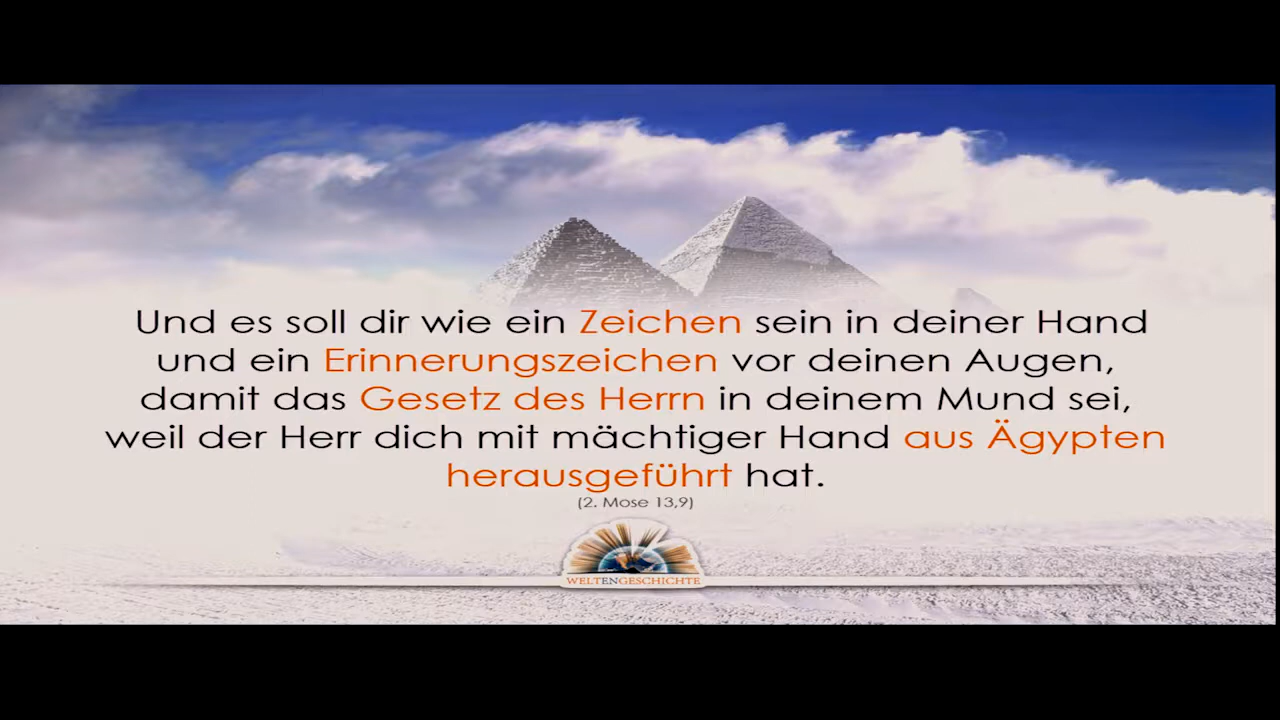 Und es soll dir wie ein Zeichen sein in deiner Hand
und ein Erinnerungszeichen vor deinen Augen,
damit das Gesetz des Herrn in deinem Mund sei,
weil der Herr dich mit mächtiger Hand aus Ägypten
herausgeführt hat.
(2. Mose 13,9)
WELTENGESCHICHTE